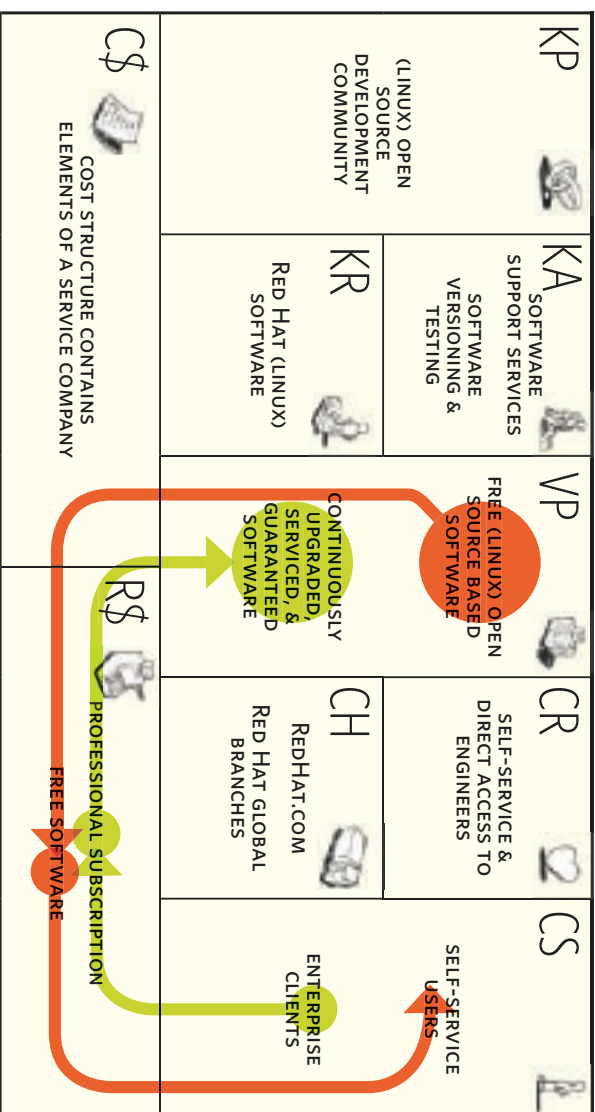 KP
(LINUX) OPEN
SOURCE
DEVELOPMENT
COMMUNITY
KA
SOFTWARE
SUPPORT SERVICES
SOFTWARE
VERSIONING &
TESTING
KR
RED HAT (LINUX)
SOFTWARE
VP
FREE (LINUX) OPEN
SOURCE BASED
SOFTWARE
CONTINUOUSLY
UPGRADED,
SERVICED, &
GUARANTEED
SOFTWARE
CR
SELF-SERVICE &
DIRECT ACCESS TO
ENGINEERS
CH
REDHAT.COM
RED HAT GLOBAL
BRANCHES
CS
SELF-SERVICE
USERS
ENTERPRISE
CLIENTS
C$
COST STRUCTURE CONTAINS
ELEMENTS OF A SERVICE COMPANY
R$
PROFESSIONAL SUBSCRIPTION
FREE SOFTWARE